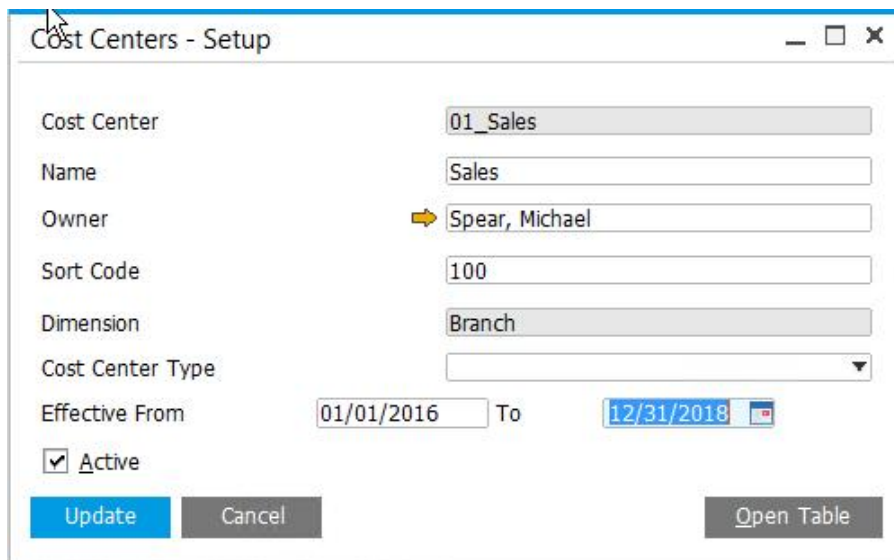 Cost Centers - Setup
Cost Center 01_Sales
Name Sales
Owner Spear, Michael
Sort Code 100
Dimension Branch
Cost Center Type
Effective From 01/01/2016 To 12/31/2018
Active
Update Cancel Open Table